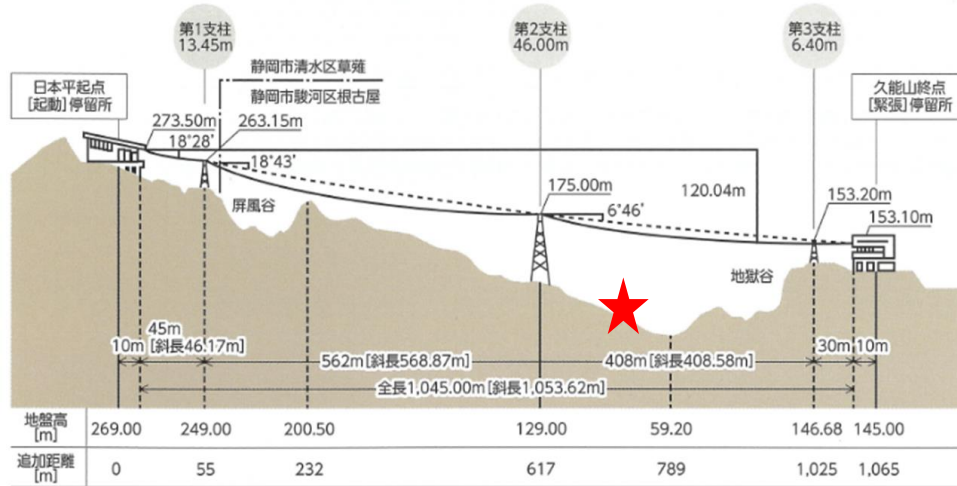 第1支柱
13.45m
第2支柱
46.00m
第3支柱
6.40m
静岡市清水区草薙
静岡市駿河区根古屋
日本平起点
[起動]停留所
久能山終点
[緊張]停留所
273.50m
263.15m
18°28′
18°43′
屏風谷
175.00m
6°46′
120.04m
153.20m
153.10m
地獄谷
45m
10m [斜長46.17m]
562m[斜長568.87m]
408m[斜長408.58m]
30m 10m
全長1,045.00m[斜長1,053.62m]
地盤高
[m]
269.00 249.00 200.50 129.00 59.20 146.68 145.00
追加距離
[m]
0 55 232 617 789 1,025 1,065